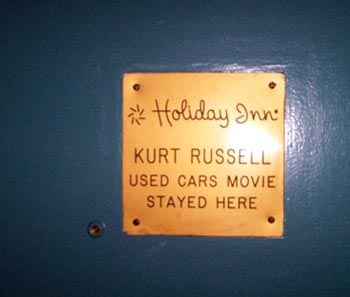 Holiday Inn
KURT RUSSELL
USED CARS MOVIE
STAYED HERE